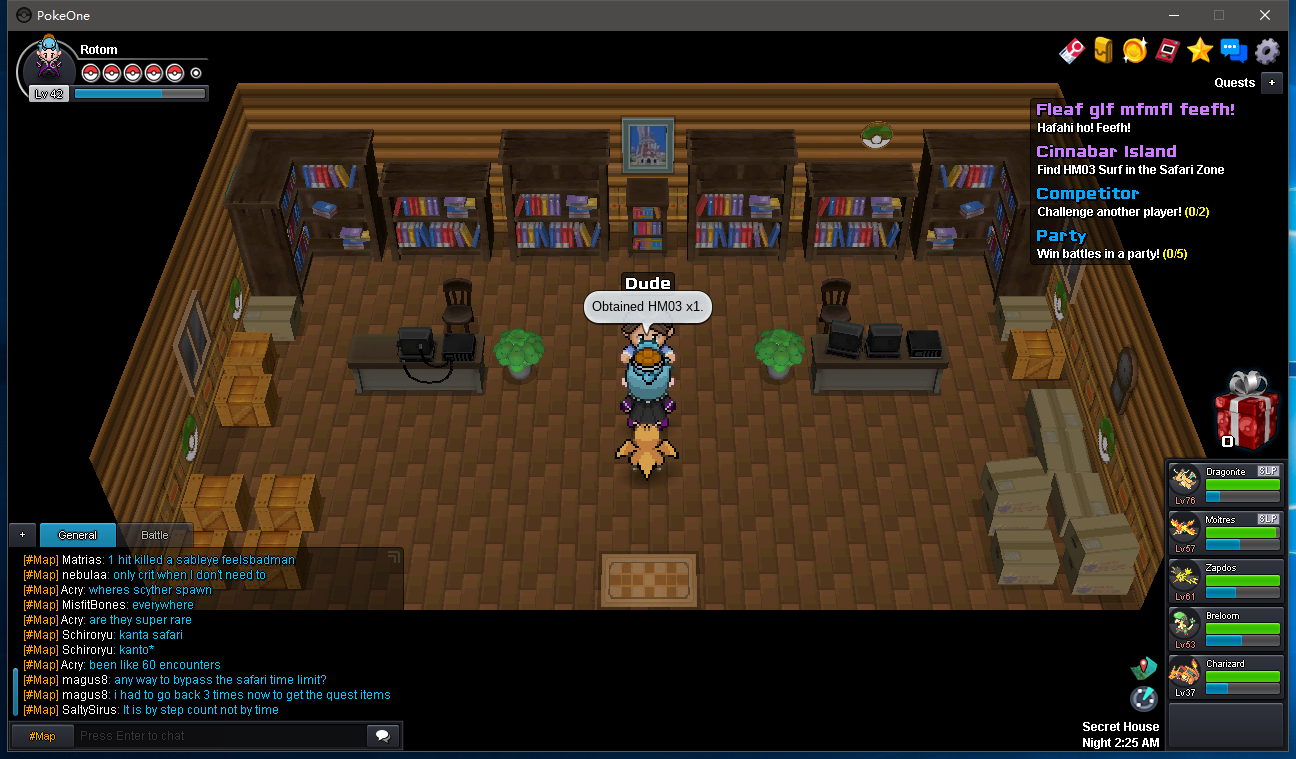 PokeOne
Rotom
Lv 42
Quests +
Fleaf glf mfmfl feefh!
Hafahi ho! Feefh!
Cinnabar Island
Find HM03 Surf in the Safari Zone
Competitor
Challenge another player! (0/2)
Party
Win battles in a party! (0/5)
Dude
Obtained HM03 x1.
0
Dragonite SLP
Lv76
Moltres SLP
Lv57
Zapdos
Lv61
Breloom
Lv53
Charizard
Lv37
+ General Battle
[#Map] Matrias: 1 hit killed a sableye feelsbadman
[#Map] nebulaa: only crit when I don't need to
[#Map] Acry: wheres scyther spawn
[#Map] MisfitBones: everywhere
[#Map] Acry: are they super rare
[#Map] Schiroryu: kanta safari
[#Map] Schiroryu: kanto*
[#Map] Acry: been like 60 encounters
[#Map] magus8: any way to bypass the safari time limit?
[#Map] magus8: i had to go back 3 times now to get the quest items
[#Map] SaltySirus: It is by step count not by time
#Map Press Enter to chat
Secret House
Night 2:25 AM